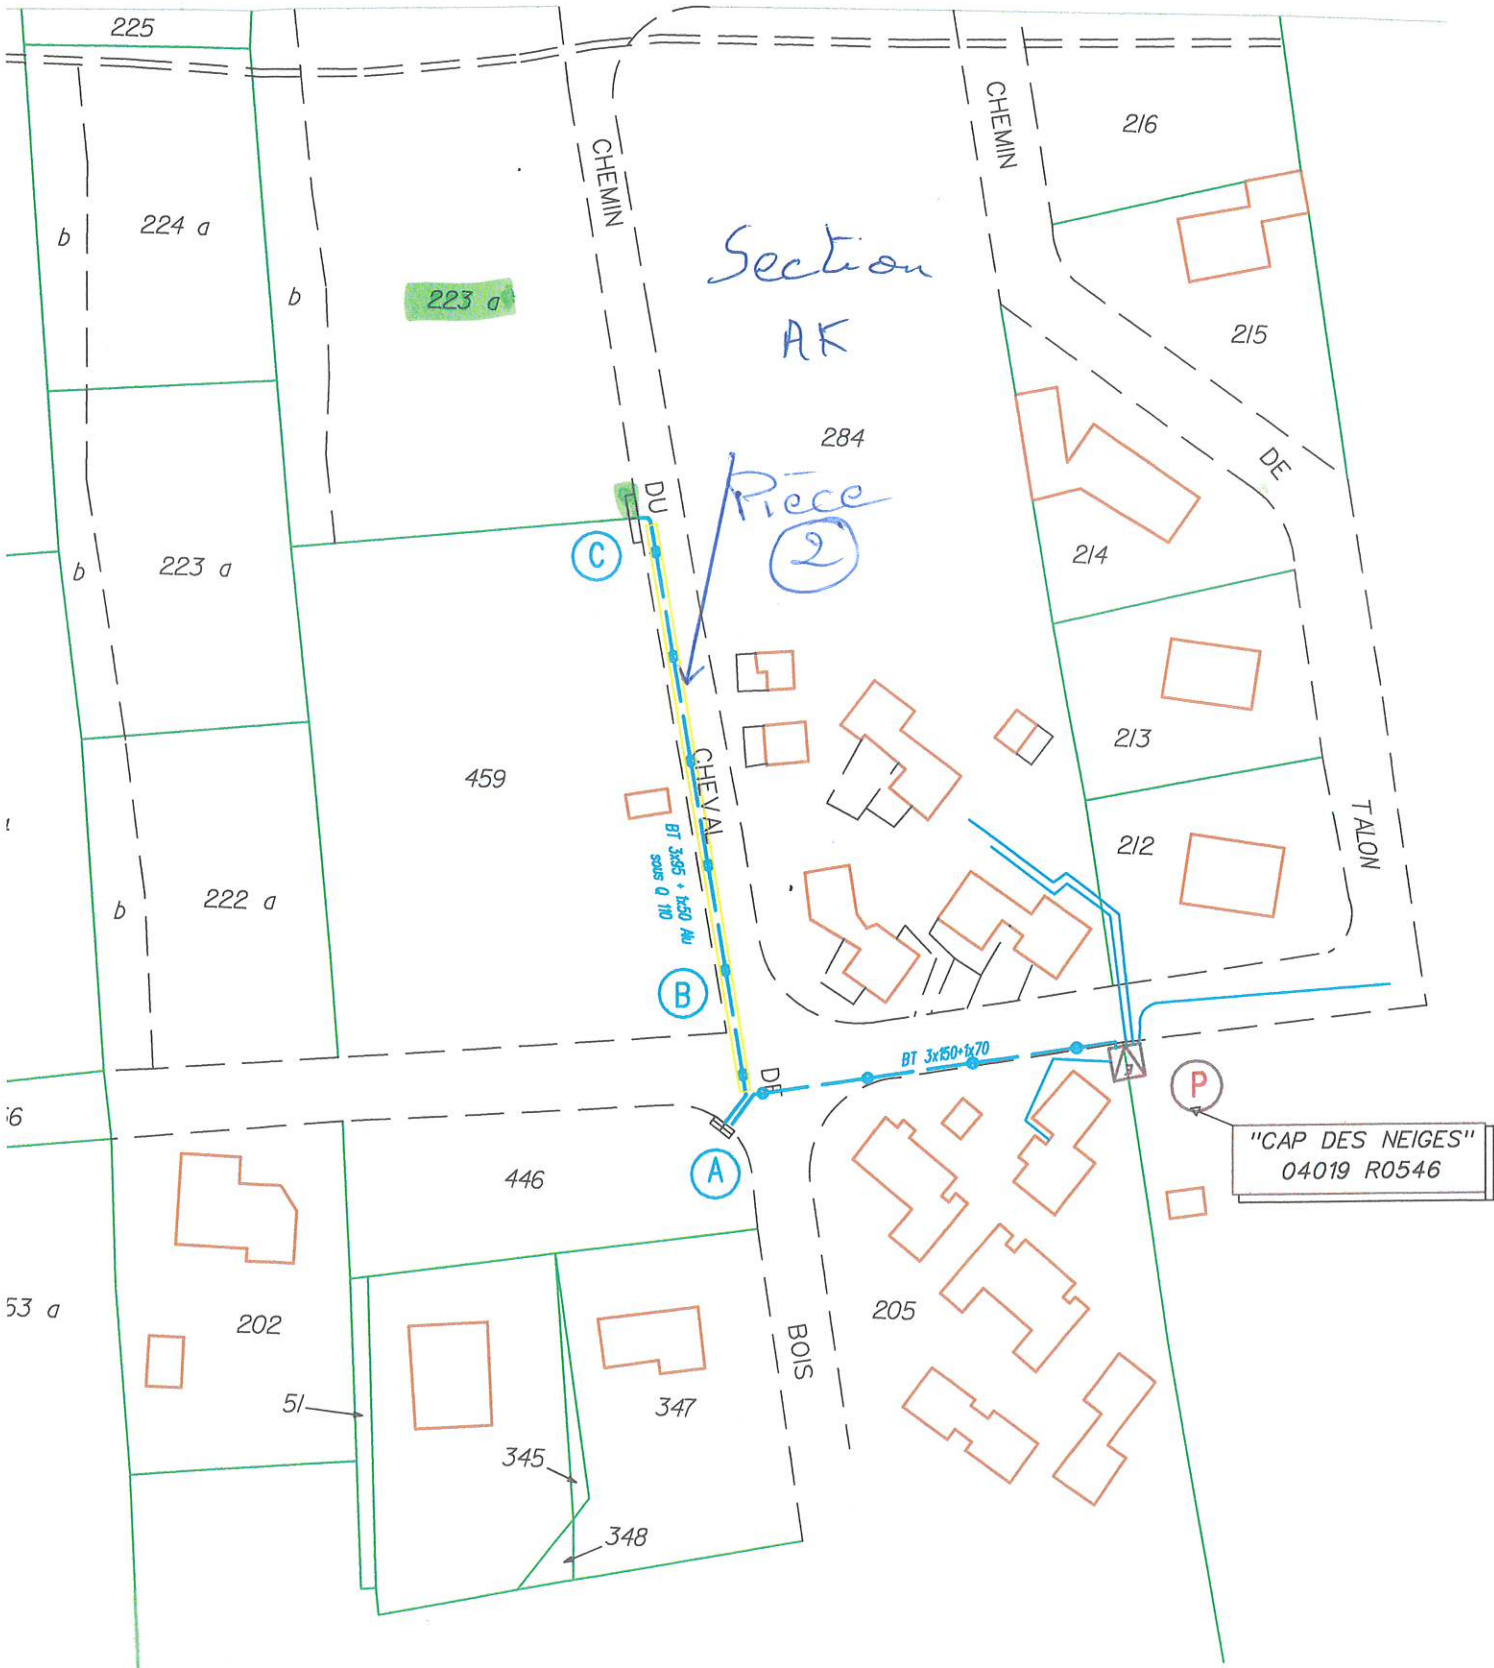 225
216
CHEMIN
CHEMIN
224 a
b
b
223 a
Section
AK
215
284
DE
DU
Pièce
2
C
214
223 a
b
213
459
CHEVAL
TALON
212
BT 3x95 + 1x50 Alu
sous Q 110
222 a
b
B
BT 3x150+1x70
DE
P
"CAP DES NEIGES"
04019 R0546
A
446
53 a
202
205
BOIS
51
347
345
348